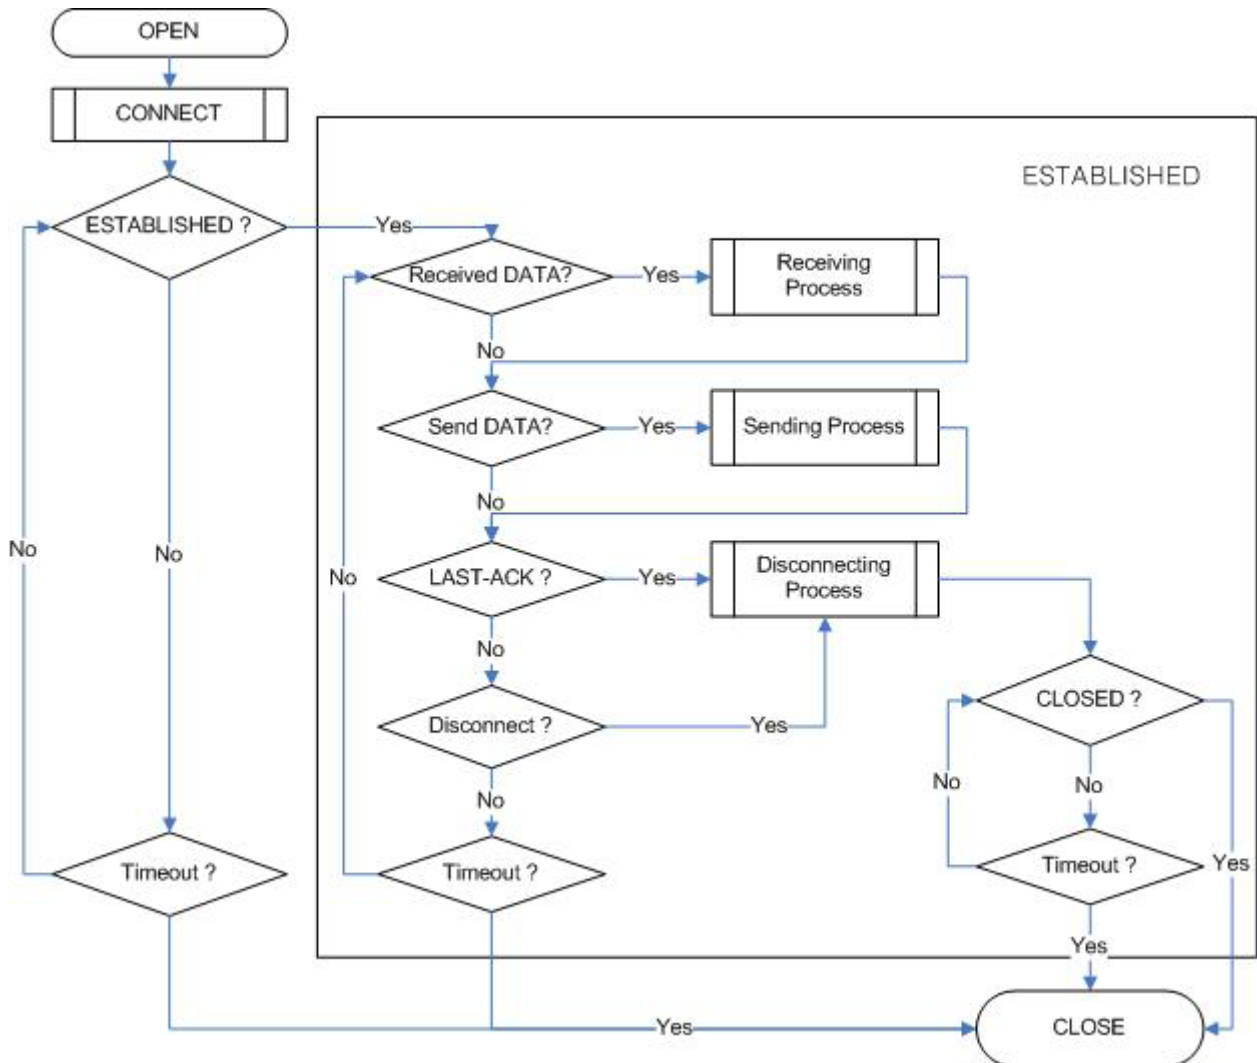 OPEN
CONNECT
ESTABLISHED
ESTABLISHED ?
Yes
Received DATA?
Yes
Receiving
Process
No
Send DATA?
Yes
Sending Process
No
No
No
No
LAST-ACK ?
Yes
Disconnecting
Process
No
Disconnect ?
Yes
CLOSED ?
No
No
No
Timeout ?
Timeout ?
Timeout ?
Yes
Yes
Yes
CLOSE